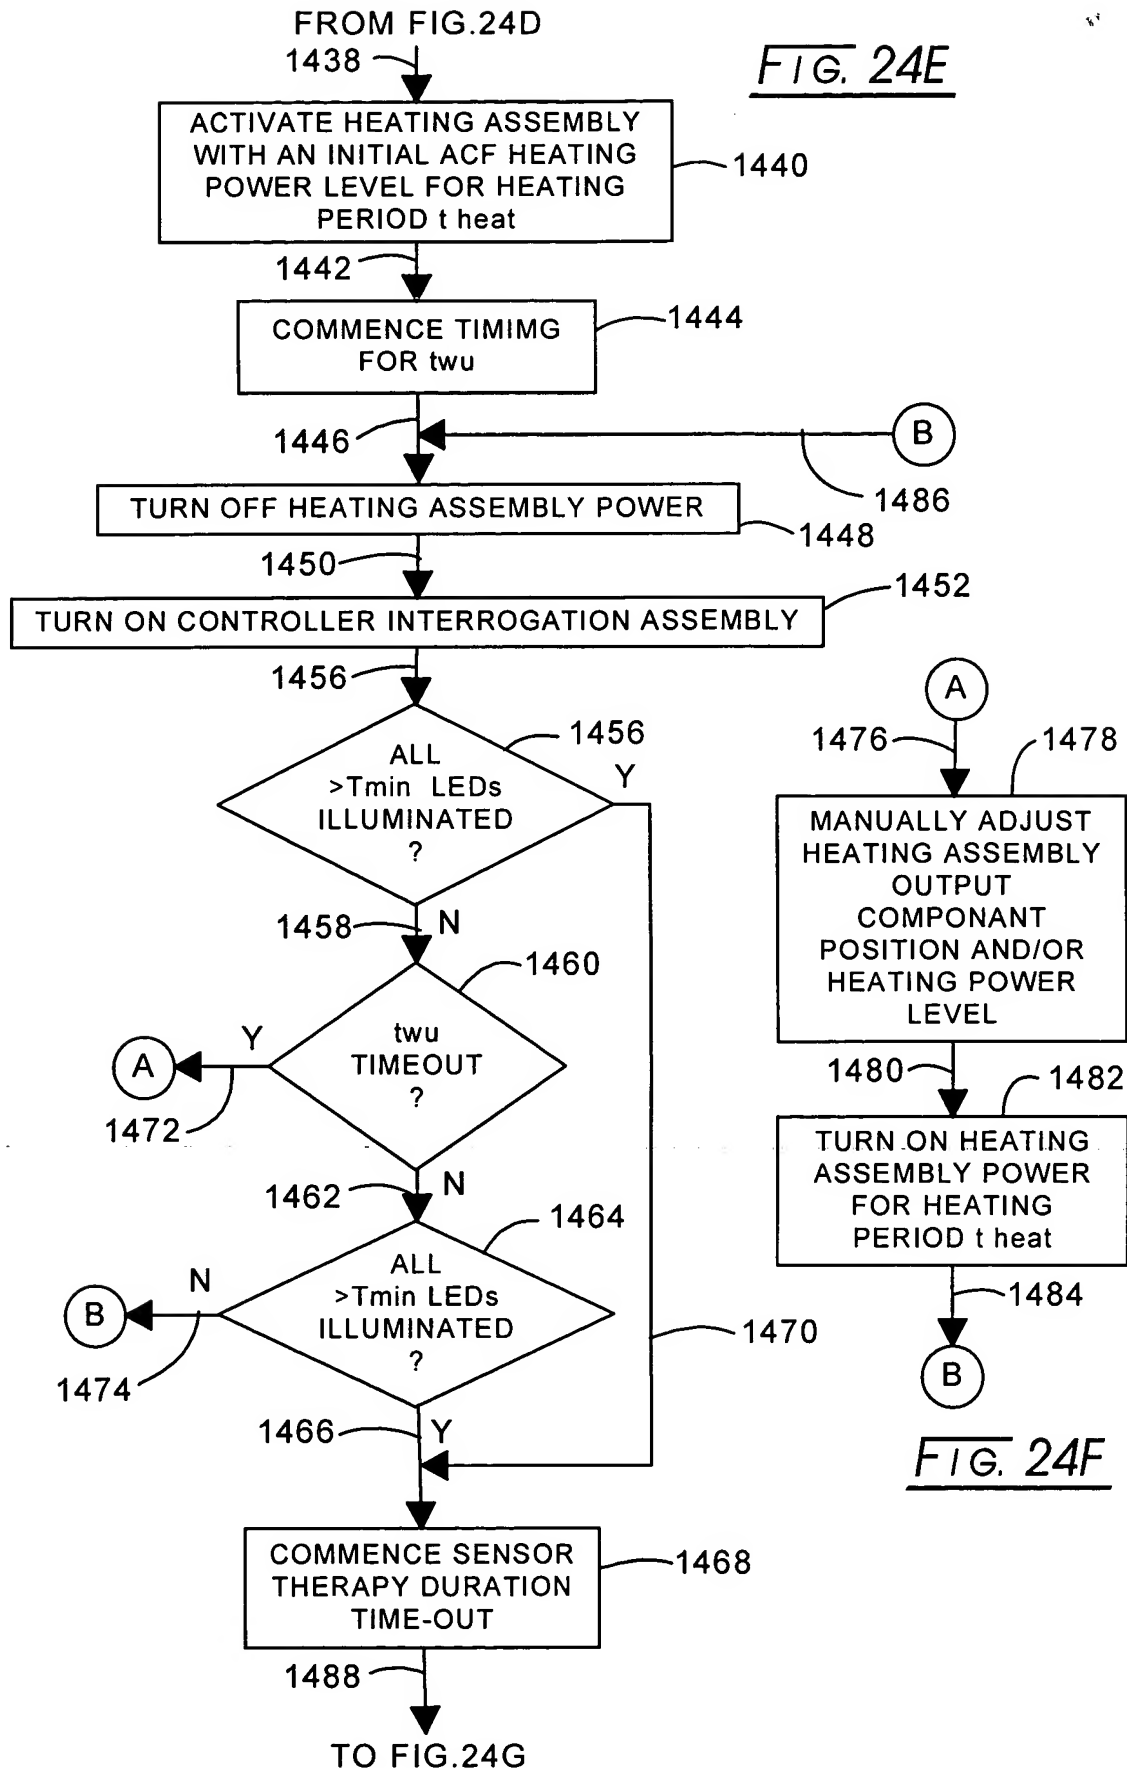 FROM FIG.24D
1438
FIG. 24E
ACTIVATE HEATING ASSEMBLY
WITH AN INITIAL ACF HEATING
POWER LEVEL FOR HEATING
PERIOD t heat
1440
1442
COMMENCE TIMIMG
FOR twu
1444
1446
B
1486
TURN OFF HEATING ASSEMBLY POWER
1448
1450
1452
TURN ON CONTROLLER INTERROGATION ASSEMBLY
1456
ALL
>Tmin LEDs
ILLUMINATED
?
1456
Y
1458
N
1460
twu
TIMEOUT
?
Y
A
1472
1462
N
1464
ALL
>Tmin LEDs
ILLUMINATED
?
N
B
1474
1470
1466
Y
COMMENCE SENSOR
THERAPY DURATION
TIME-OUT
1468
1488
TO FIG.24G
A
1476
1478
MANUALLY ADJUST
HEATING ASSEMBLY
OUTPUT
COMPONANT
POSITION AND/OR
HEATING POWER
LEVEL
1480
1482
TURN ON HEATING
ASSEMBLY POWER
FOR HEATING
PERIOD t heat
1484
B
FIG. 24F